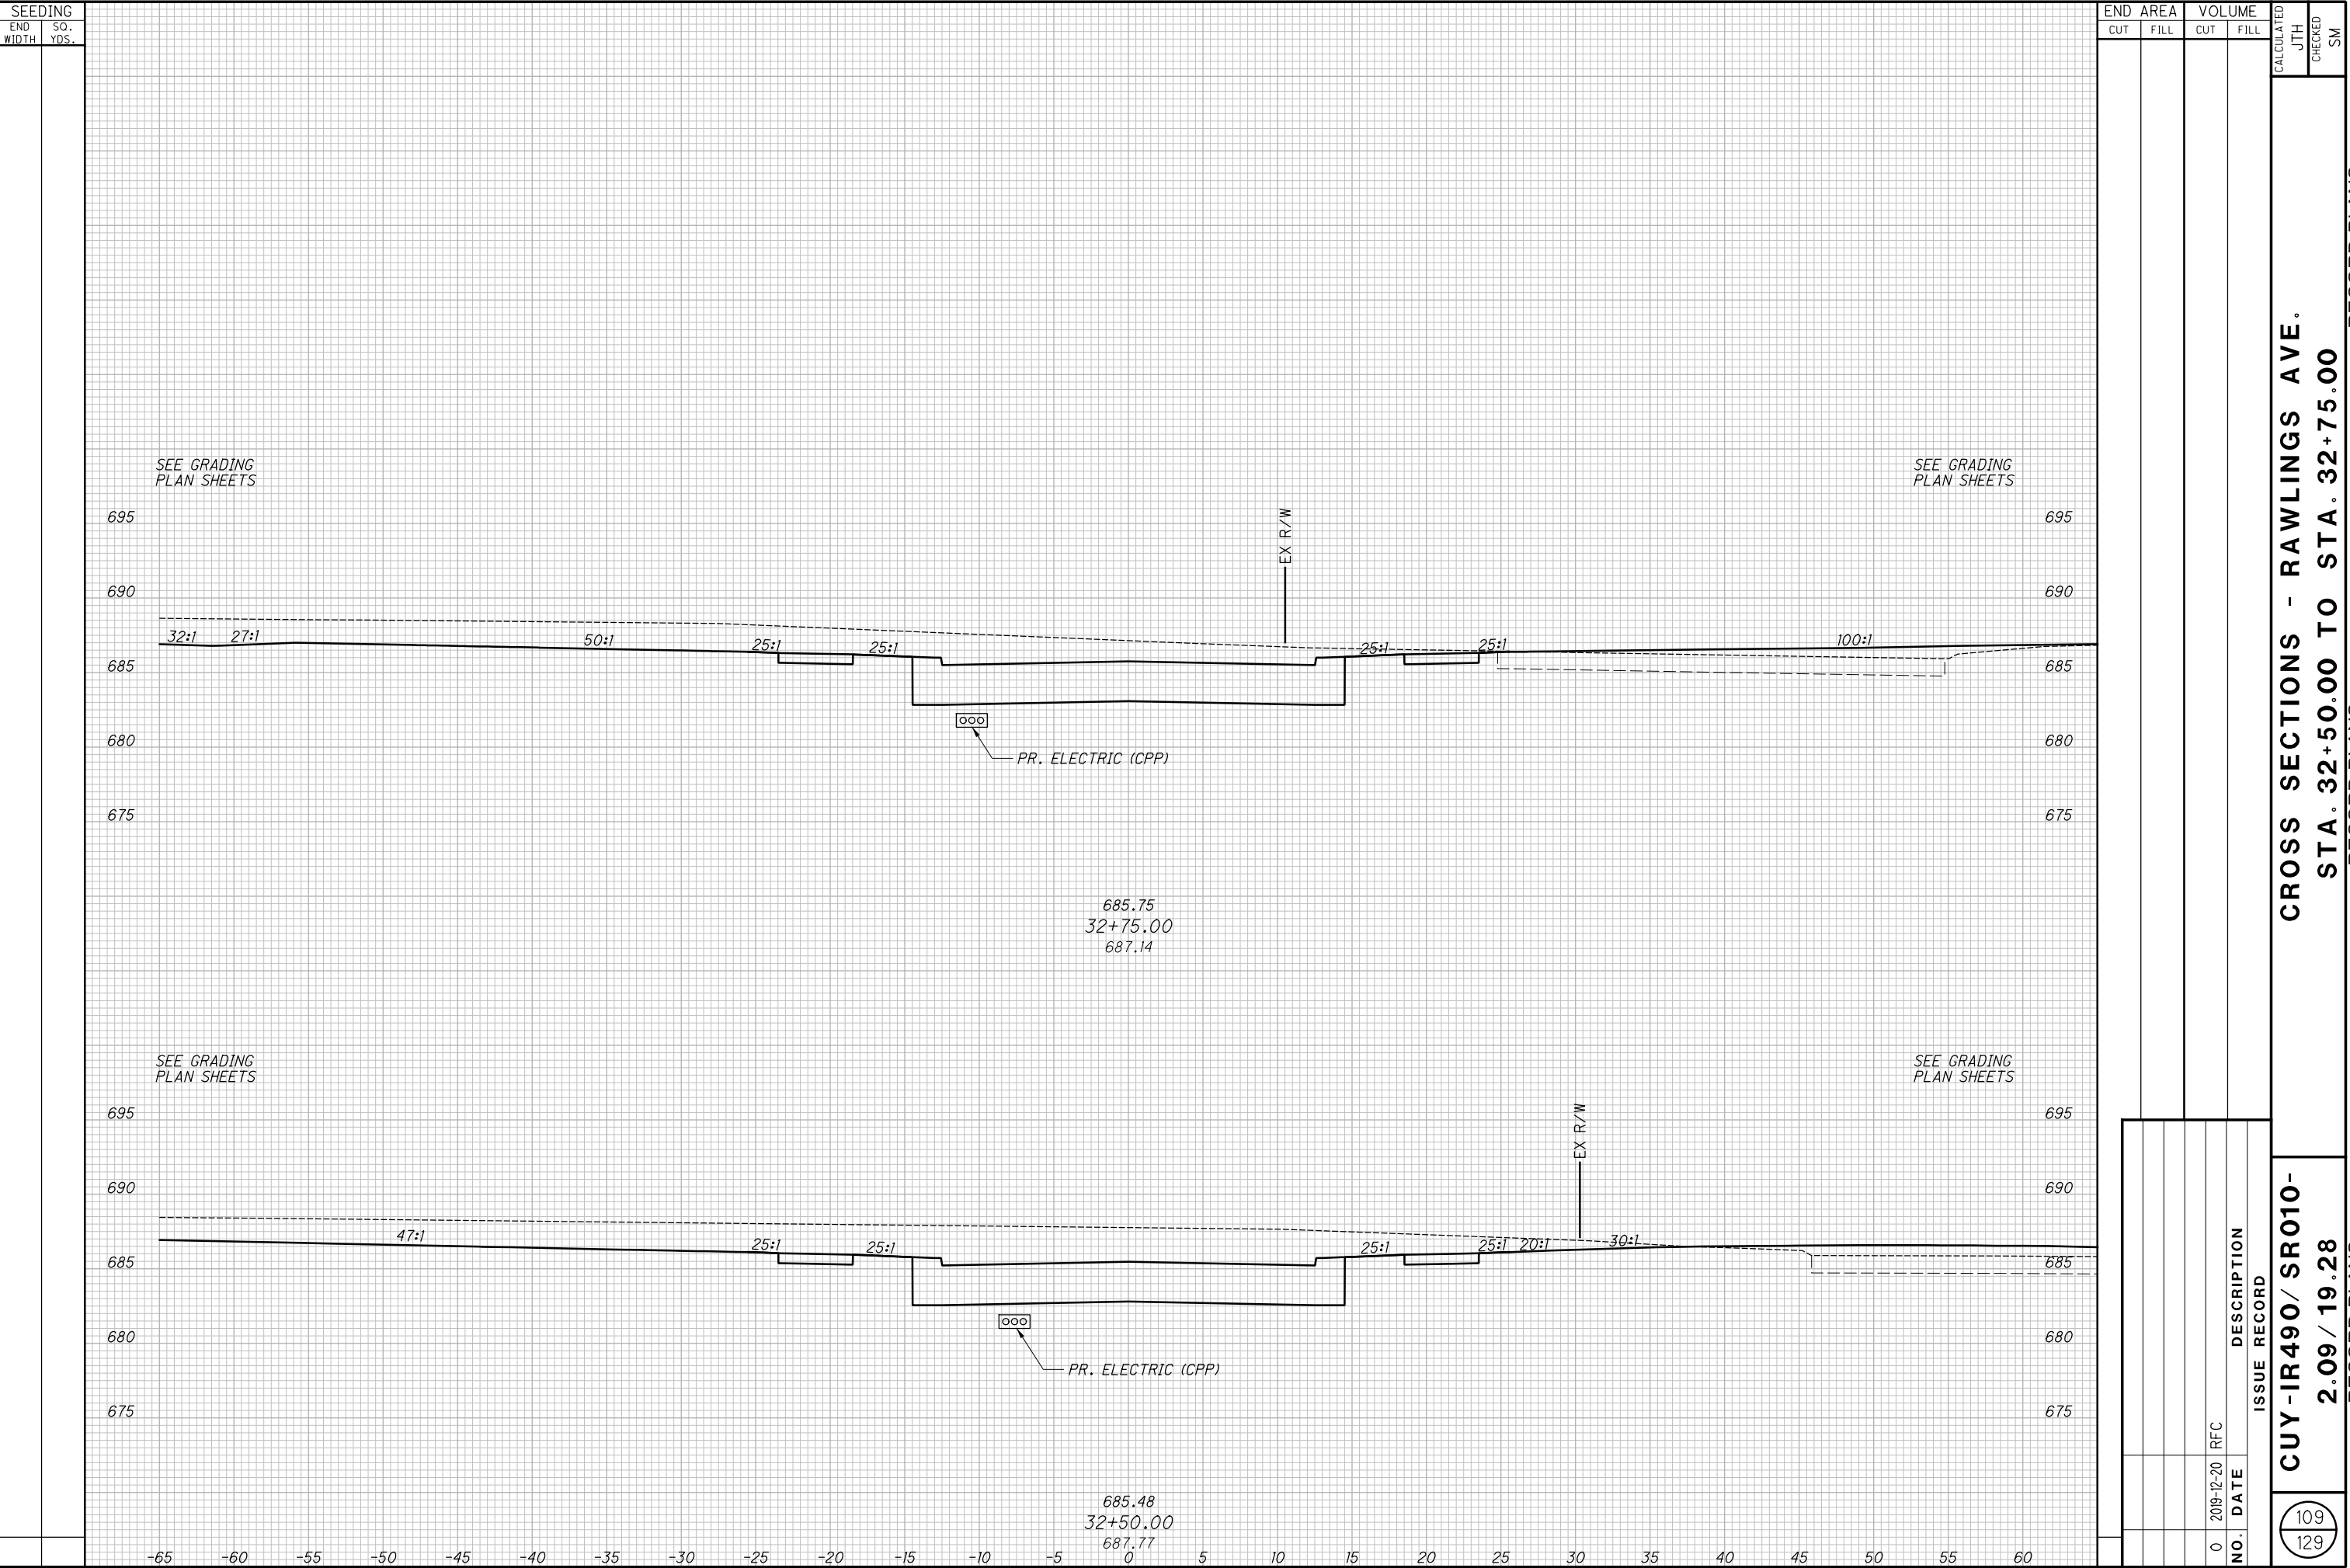 SEEDING
END WIDTH
SQ. YDS.
END AREA
VOLUME
CUT
FILL
CUT
FILL
CALCULATED
JTH
CHECKED
SM
SEE GRADING
PLAN SHEETS
SEE GRADING
PLAN SHEETS
695
695
EX R/W
690
690
32:1
27:1
50:1
25:1
25:1
25:1
25:1
100:1
685
685
680
680
PR. ELECTRIC (CPP)
675
675
685.75
32+75.00
687.14
SEE GRADING
PLAN SHEETS
SEE GRADING
PLAN SHEETS
695
695
EX R/W
690
690
47:1
25:1
25:1
25:1
25:1
20:1
30:1
685
685
680
680
PR. ELECTRIC (CPP)
675
675
685.48
32+50.00
687.77
-65 -60 -55 -50 -45 -40 -35 -30 -25 -20 -15 -10 -5 0 5 10 15 20 25 30 35 40 45 50 55 60
CROSS SECTIONS - RAWLINGS AVE.
STA. 32+50.00 TO STA. 32+75.00
0 2019-12-20 RFC
NO. DATE DESCRIPTION
ISSUE RECORD
CUY-IR490/SR010-
2.09/19.28
109
129